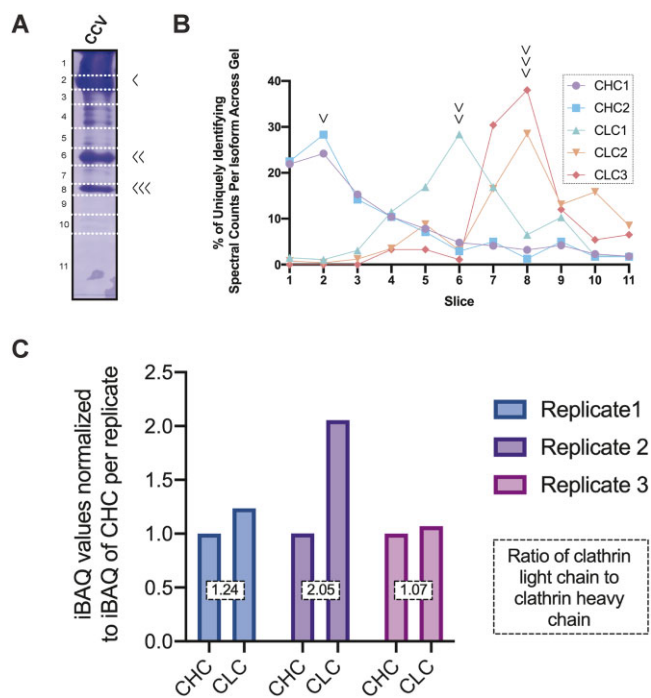 A
CCV
1
2
3
4
5
6
7
8
9
10
11
B
% of Uniquely Identifying
Spectral Counts Per Isoform Across Gel
40
30
20
10
0
1 2 3 4 5 6 7 8 9 10 11
Slice
CHC1
CHC2
CLC1
CLC2
CLC3
C
iBAQ values normalized
to iBAQ of CHC per replicate
2.5
2.0
1.5
1.0
0.5
0.0
1.24 2.05 1.07
CHC CLC CHC CLC CHC CLC
Replicate1
Replicate 2
Replicate 3
Ratio of clathrin
light chain to
clathrin heavy
chain